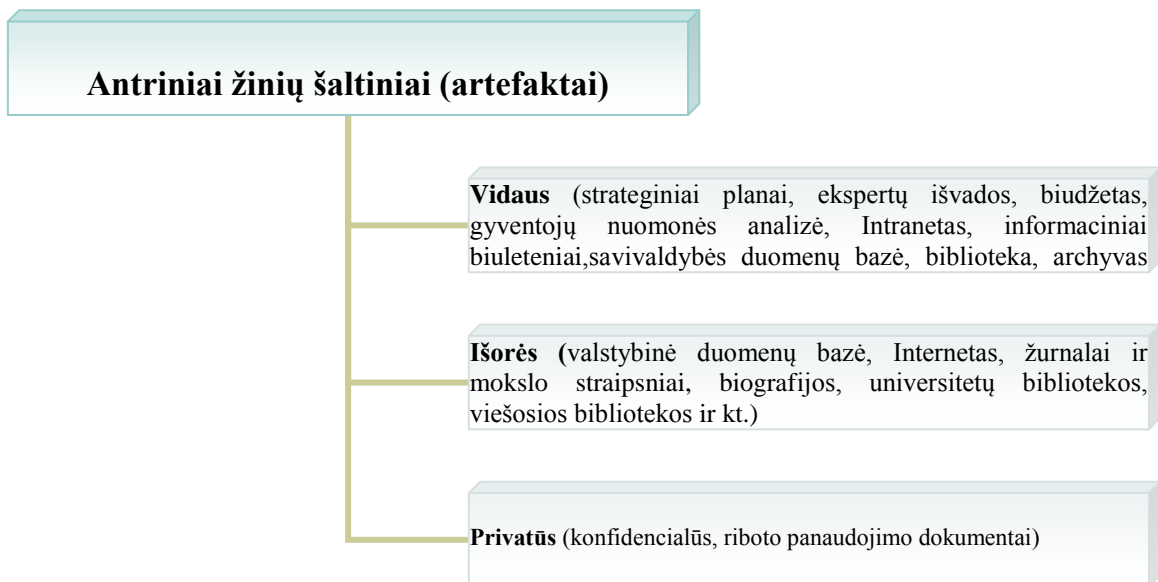 Antriniai žinių šaltiniai (artefaktai)
Vidaus (strateginiai planai, ekspertų išvados, biudžetas,
gyventojų nuomonės analizė, Intranetas, informaciniai
biuleteniai,savivaldybės duomenų bazė, biblioteka, archyvas
Išorės (valstybinė duomenų bazė, Internetas, žurnalai ir
mokslo straipsniai, biografijos, universitetų bibliotekos,
viešosios bibliotekos ir kt.)
Privatūs (konfidencialūs, riboto panaudojimo dokumentai)